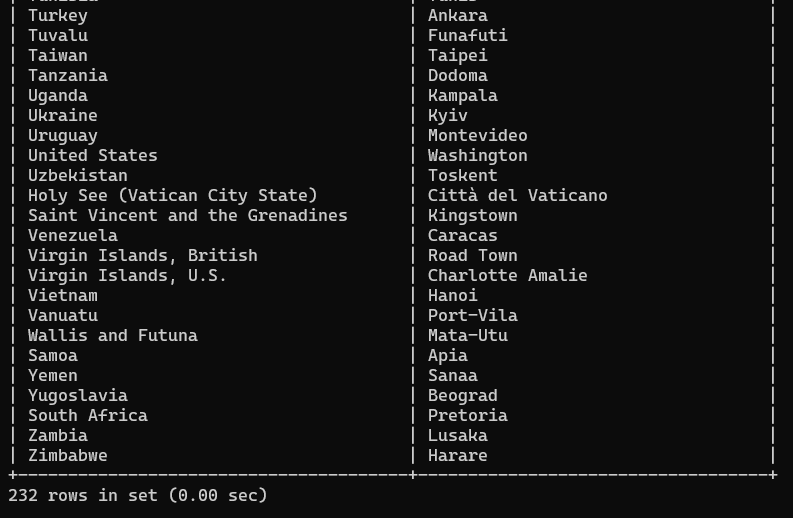 | Turkey | Ankara |
| Tuvalu | Funafuti |
| Taiwan | Taipei |
| Tanzania | Dodoma |
| Uganda | Kampala |
| Ukraine | Kyiv |
| Uruguay | Montevideo |
| United States | Washington |
| Uzbekistan | Toskent |
| Holy See (Vatican City State) | Città del Vaticano |
| Saint Vincent and the Grenadines | Kingstown |
| Venezuela | Caracas |
| Virgin Islands, British | Road Town |
| Virgin Islands, U.S. | Charlotte Amalie |
| Vietnam | Hanoi |
| Vanuatu | Port-Vila |
| Wallis and Futuna | Mata-Utu |
| Samoa | Apia |
| Yemen | Sanaa |
| Yugoslavia | Beograd |
| South Africa | Pretoria |
| Zambia | Lusaka |
| Zimbabwe | Harare |
+---------------------------------------+-----------------------------------+
232 rows in set (0.00 sec)